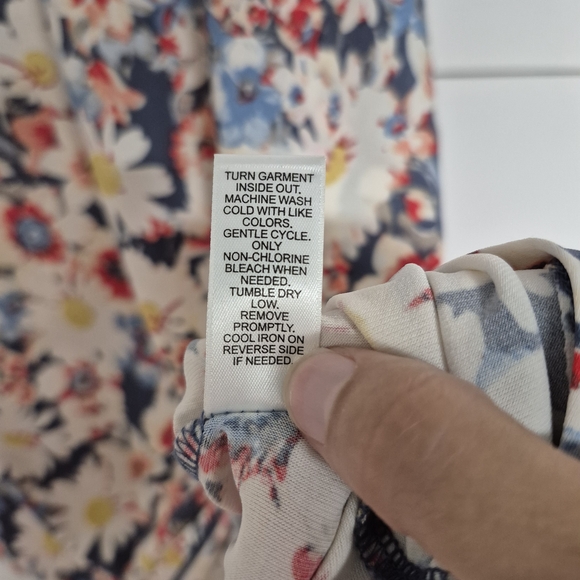 TURN GARMENT
INSIDE OUT.
MACHINE WASH
COLD WITH LIKE
COLORS.
GENTLE CYCLE.
ONLY
NON-CHLORINE
BLEACH WHEN
NEEDED.
TUMBLE DRY
LOW.
REMOVE
PROMPTLY.
COOL IRON ON
REVERSE SIDE
IF NEEDED.